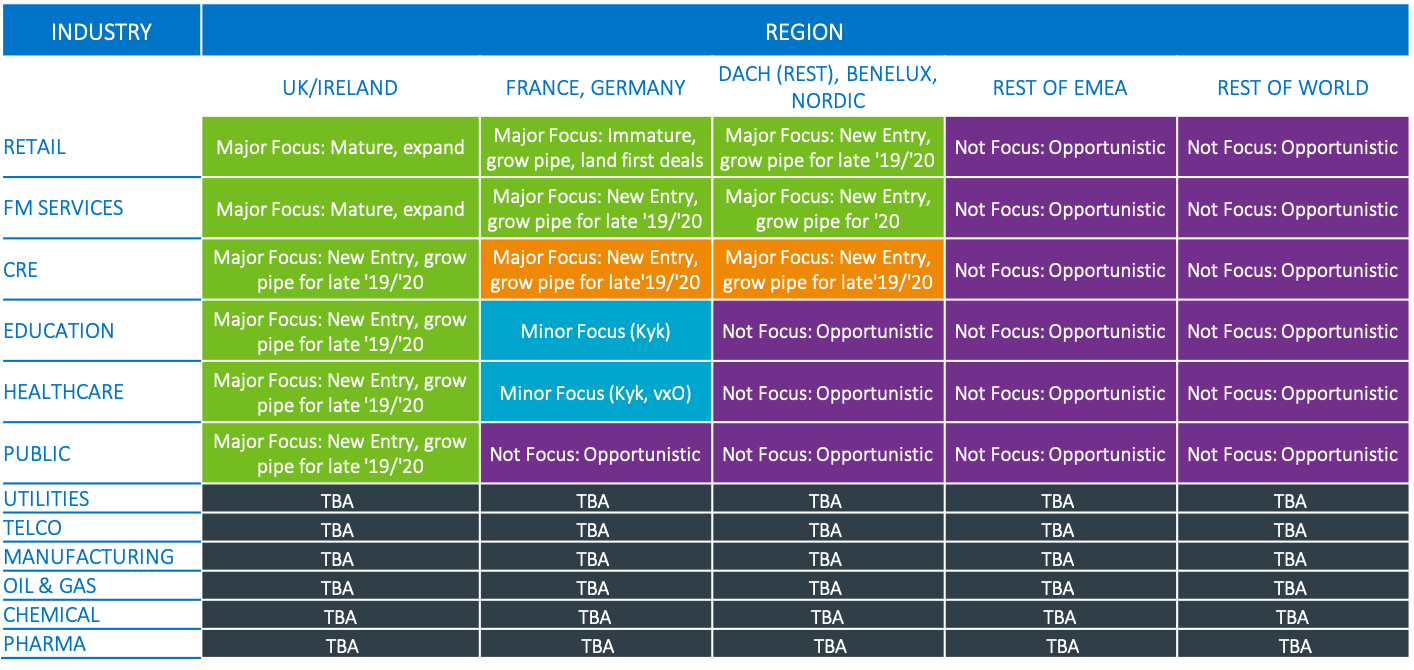 INDUSTRY REGION
UK/IRELAND FRANCE, GERMANY DACH (REST), BENELUX, REST OF EMEA REST OF WORLD
NORDIC
RETAIL Major Focus: Mature, expand Major Focus: Immature, Major Focus: New Entry, Not Focus: Opportunistic Not Focus: Opportunistic
grow pipe, land first deals grow pipe for late '19/'20
FM SERVICES Major Focus: Mature, expand Major Focus: New Entry, Major Focus: New Entry, Not Focus: Opportunistic Not Focus: Opportunistic
grow pipe for late '19/'20 grow pipe for '20
CRE Major Focus: New Entry, grow Major Focus: New Entry, Major Focus: New Entry, Not Focus: Opportunistic Not Focus: Opportunistic
pipe for late '19/'20 grow pipe for late'19/'20 grow pipe for late'19/'20
EDUCATION Major Focus: New Entry, grow Minor Focus (Kyk) Not Focus: Opportunistic Not Focus: Opportunistic Not Focus: Opportunistic
pipe for late '19/'20
HEALTHCARE Major Focus: New Entry, grow Minor Focus (Kyk, vxO) Not Focus: Opportunistic Not Focus: Opportunistic Not Focus: Opportunistic
pipe for late '19/'20
PUBLIC Major Focus: New Entry, grow Not Focus: Opportunistic Not Focus: Opportunistic Not Focus: Opportunistic Not Focus: Opportunistic
pipe for late '19/'20
UTILITIES TBA TBA TBA TBA TBA
TELCO TBA TBA TBA TBA TBA
MANUFACTURING TBA TBA TBA TBA TBA
OIL & GAS TBA TBA TBA TBA TBA
CHEMICAL TBA TBA TBA TBA TBA
PHARMA TBA TBA TBA TBA TBA